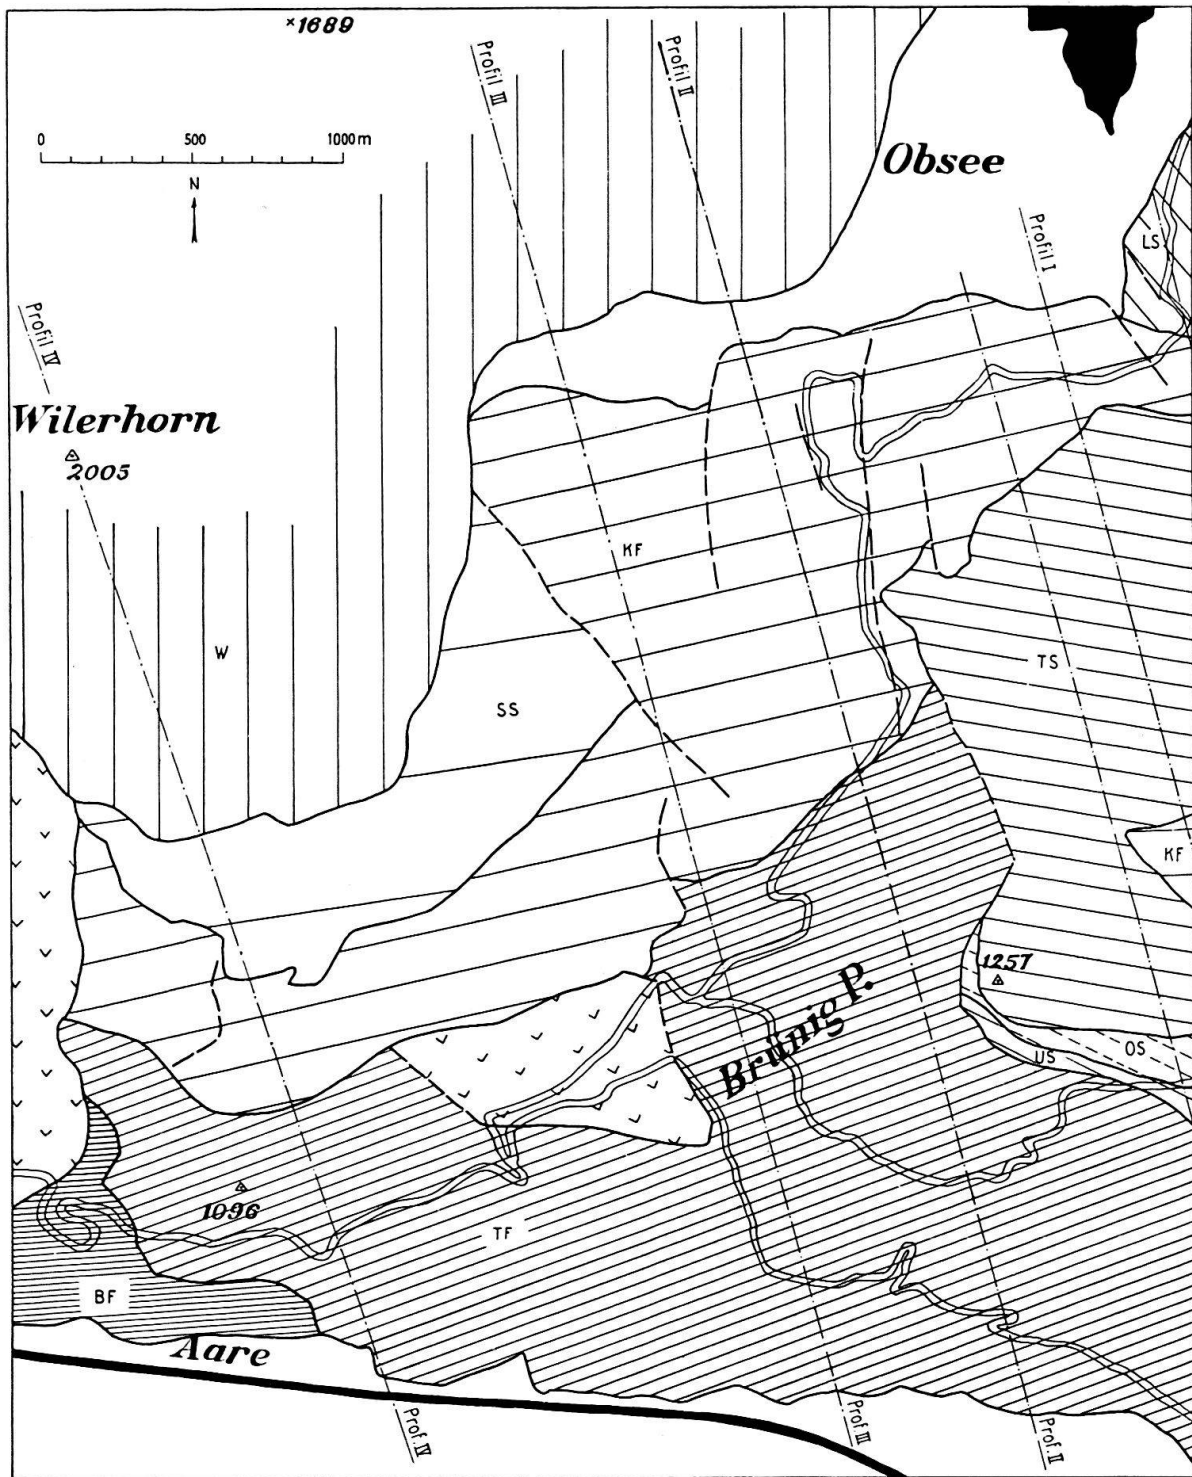 ×1689
Profil III
Profil II
0 500 1000m
N
Obsee
LS
Profil I
Profil IV
Wilerhorn
2005
KF
W
SS
TS
KF
1257
Brünig P.
US
OS
1096
TF
BF
Aare
Prof. IV
Prof. III
Prof. II